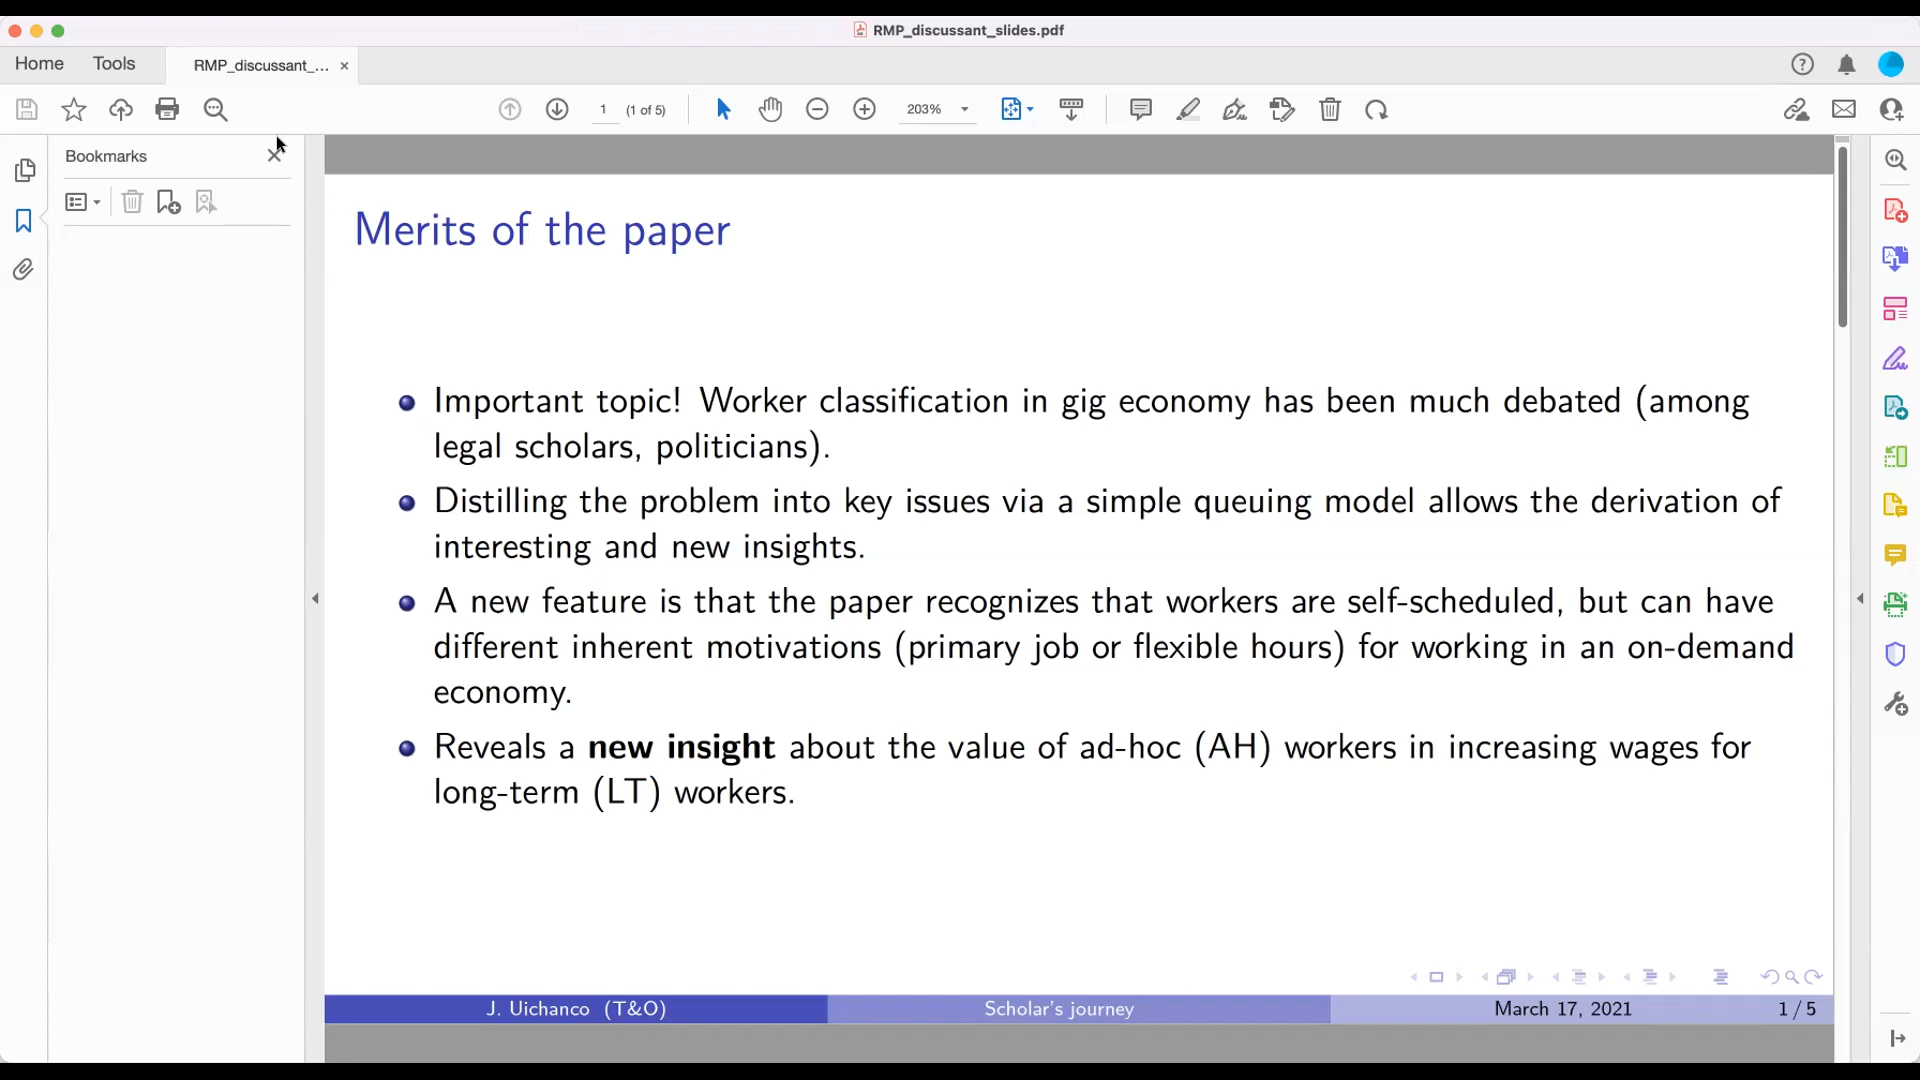 RMP_discussant_slides.pdf
Home Tools RMP_discussant_...
1 (1 of 5) 203%
Bookmarks
Merits of the paper
Important topic! Worker classification in gig economy has been much debated (among
legal scholars, politicians).
Distilling the problem into key issues via a simple queuing model allows the derivation of
interesting and new insights.
A new feature is that the paper recognizes that workers are self-scheduled, but can have
different inherent motivations (primary job or flexible hours) for working in an on-demand
economy.
Reveals a new insight about the value of ad-hoc (AH) workers in increasing wages for
long-term (LT) workers.
J. Uichanco (T&O) Scholar's journey March 17, 2021 1 / 5